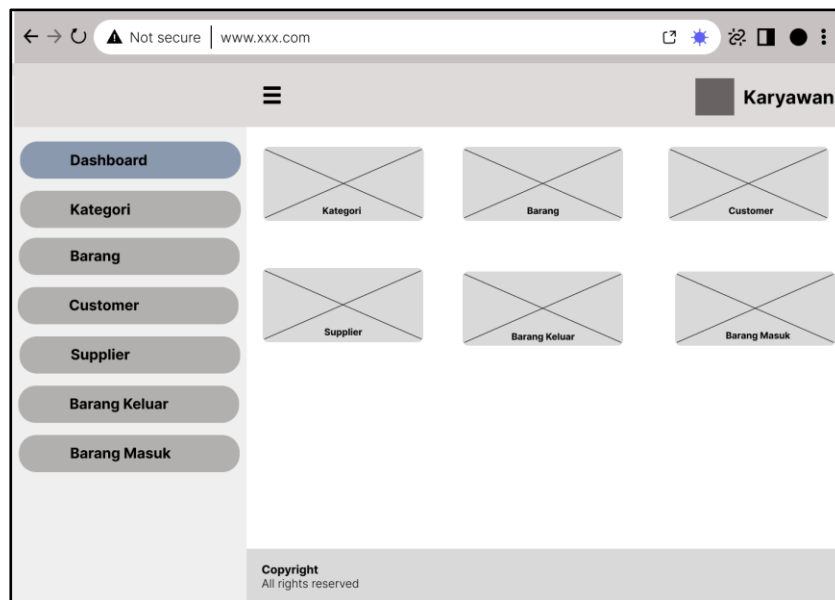 Not secure
www.xxx.com
Karyawan
Dashboard
Kategori
Barang
Customer
Supplier
Barang Keluar
Barang Masuk
Kategori
Barang
Customer
Supplier
Barang Keluar
Barang Masuk
Copyright
All rights reserved